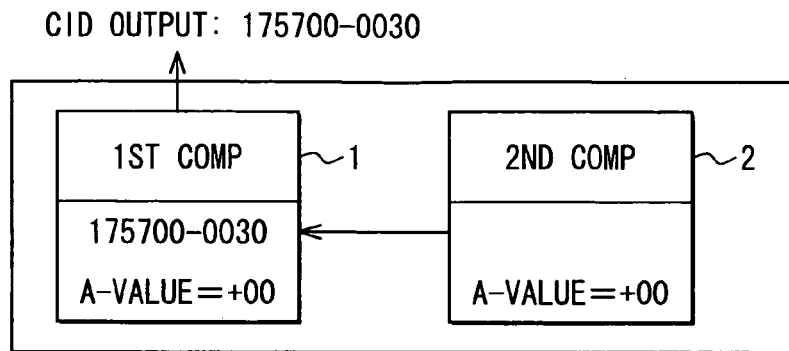 CID OUTPUT: 175700-0030
1ST COMP
1
2ND COMP
2
175700-0030
A-VALUE=+00
A-VALUE=+00